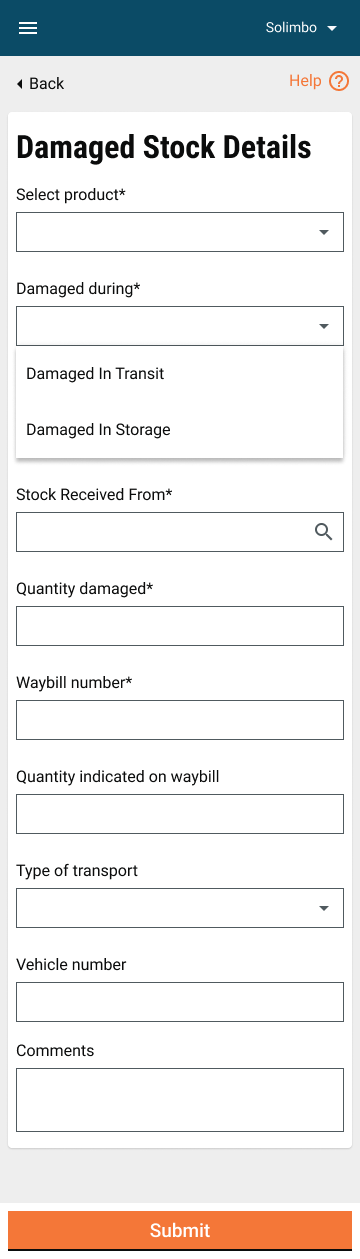 Solimbo
Back
Help
Damaged Stock Details
Select product*
Damaged during*
Damaged In Transit
Damaged In Storage
Stock Received From*
Quantity damaged*
Waybill number*
Quantity indicated on waybill
Type of transport
Vehicle number
Comments
Submit